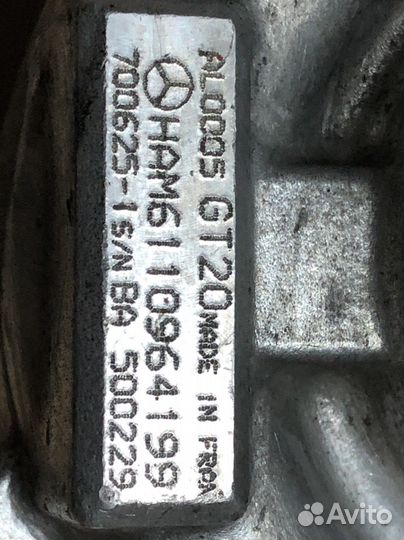 AL0005 GT20 MADE IN FRA
HAM6110964199
700625-1 S/N BA 500229
Avito